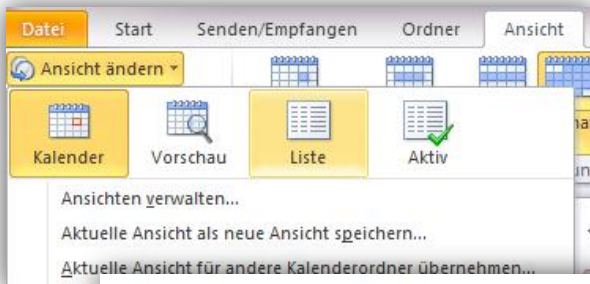 Datei Start Senden/Empfangen Ordner Ansicht
Ansicht ändern
Kalender Vorschau Liste Aktiv
Ansichten verwalten...
Aktuelle Ansicht als neue Ansicht speichern...
Aktuelle Ansicht für andere Kalenderordner übernehmen...